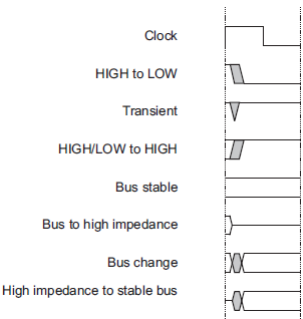 Clock
HIGH to LOW
Transient
HIGH/LOW to HIGH
Bus stable
Bus to high impedance
Bus change
High impedance to stable bus